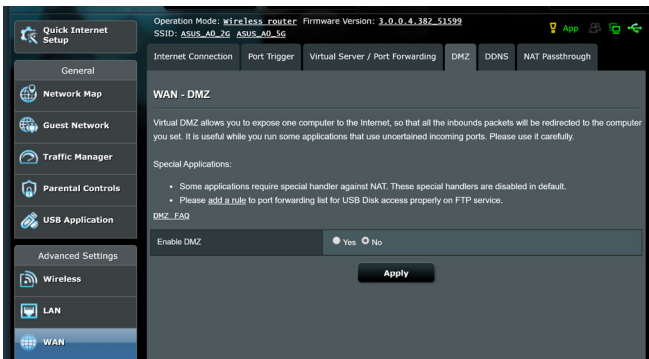 Quick Internet
Setup
General
Network Map
Guest Network
Traffic Manager
Parental Controls
USB Application
Advanced Settings
Wireless
LAN
WAN
Operation Mode: Wireless router Firmware Version: 3.0.0.4.382_51599
SSID: ASUS_A0_2G ASUS_A0_5G
App
Internet Connection
Port Trigger
Virtual Server / Port Forwarding
DMZ
DDNS
NAT Passthrough
WAN - DMZ
Virtual DMZ allows you to expose one computer to the Internet, so that all the inbounds packets will be redirected to the computer
you set. It is useful while you run some applications that use uncertained incoming ports. Please use it carefully.
Special Applications:
• Some applications require special handler against NAT. These special handlers are disabled in default.
• Please add a rule to port forwarding list for USB Disk access properly on FTP service.
DMZ FAQ
Enable DMZ
Yes No
Apply